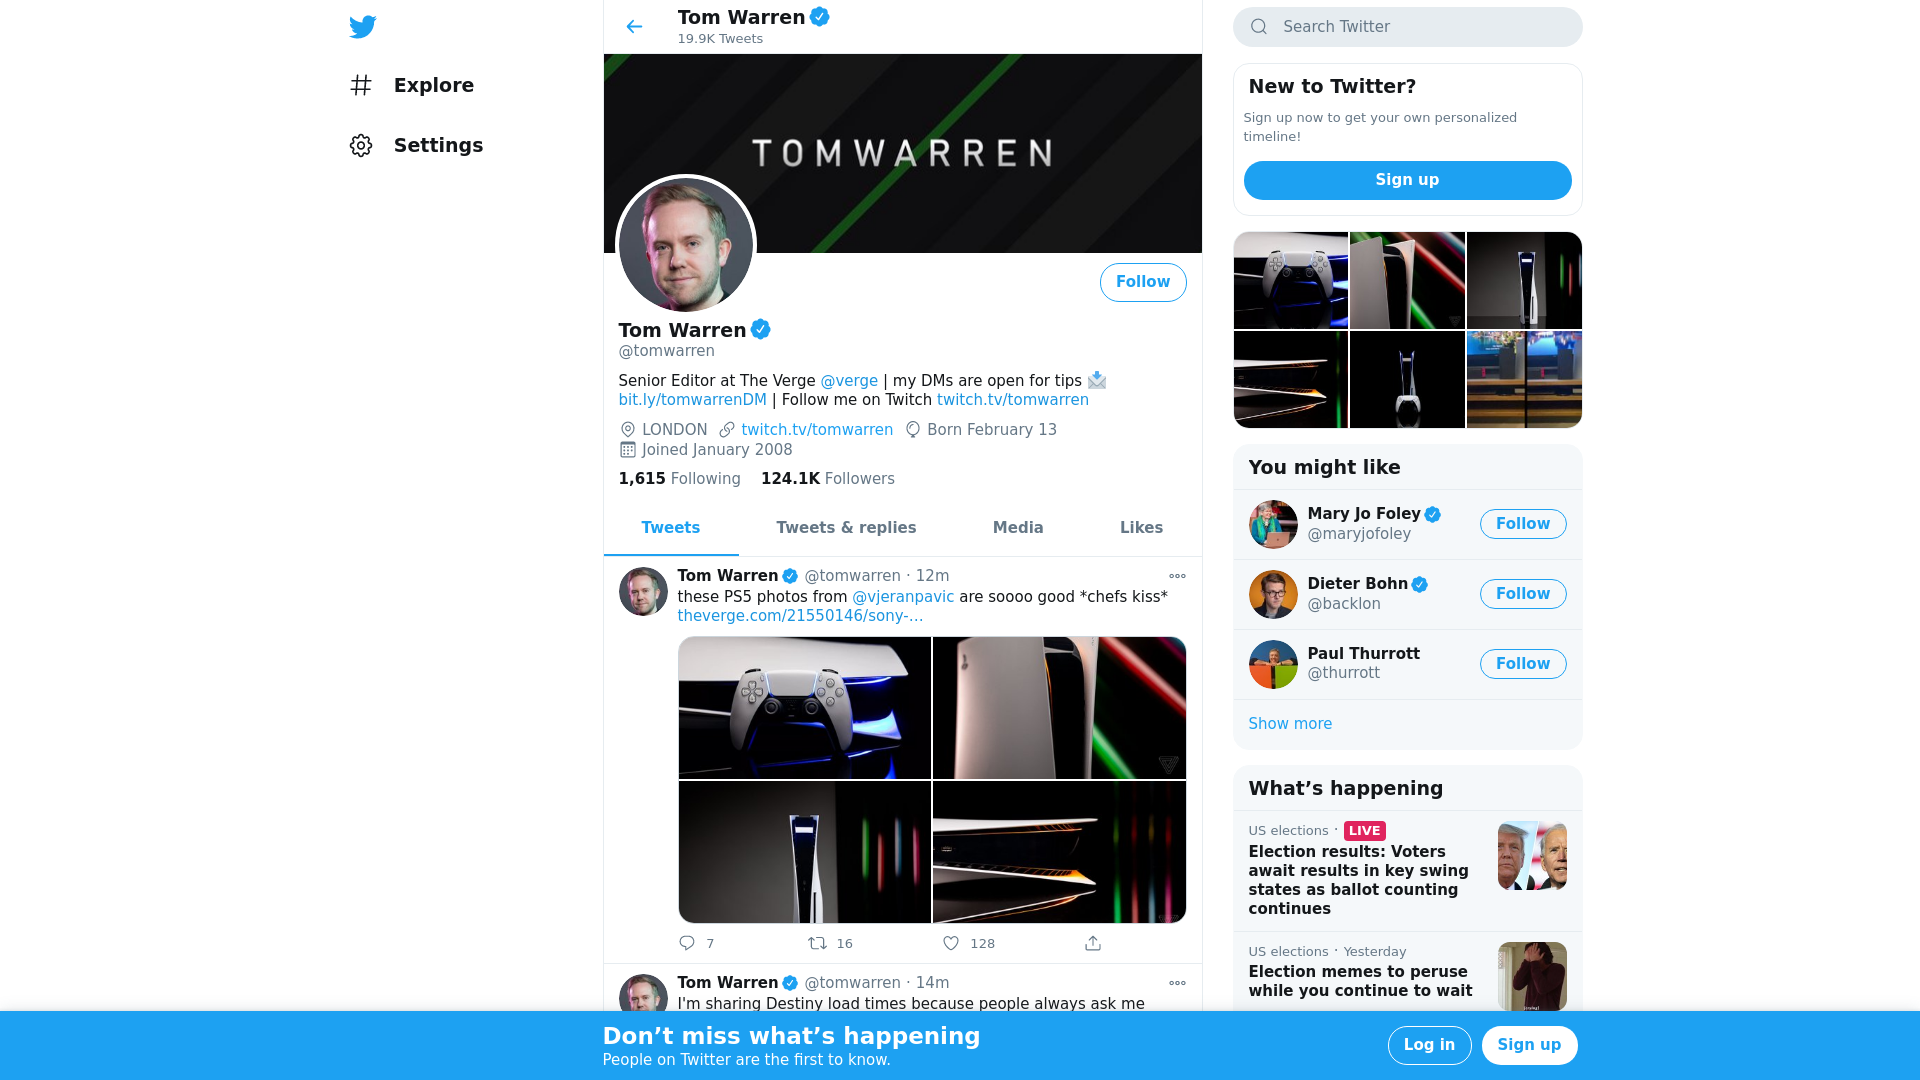 Tom Warren
19.9K Tweets
Explore
Settings
TOMWARREN
Follow
Tom Warren
@tomwarren
Senior Editor at The Verge @verge | my DMs are open for tips 📩
bit.ly/tomwarrenDM | Follow me on Twitch twitch.tv/tomwarren
LONDON twitch.tv/tomwarren Born February 13
Joined January 2008
1,615 Following 124.1K Followers
Tweets Tweets & replies Media Likes
Tom Warren @tomwarren · 12m
these PS5 photos from @vjeranpavic are soooo good *chefs kiss*
theverge.com/21550146/sony-…
7 16 128
Tom Warren @tomwarren · 14m
I'm sharing Destiny load times because people always ask me
Search Twitter
New to Twitter?
Sign up now to get your own personalized
timeline!
Sign up
You might like
Mary Jo Foley
@maryjofoley
Follow
Dieter Bohn
@backlon
Follow
Paul Thurrott
@thurrott
Follow
Show more
What’s happening
US elections · LIVE
Election results: Voters
await results in key swing
states as ballot counting
continues
US elections · Yesterday
Election memes to peruse
while you continue to wait
Don’t miss what’s happening
People on Twitter are the first to know.
Log in
Sign up